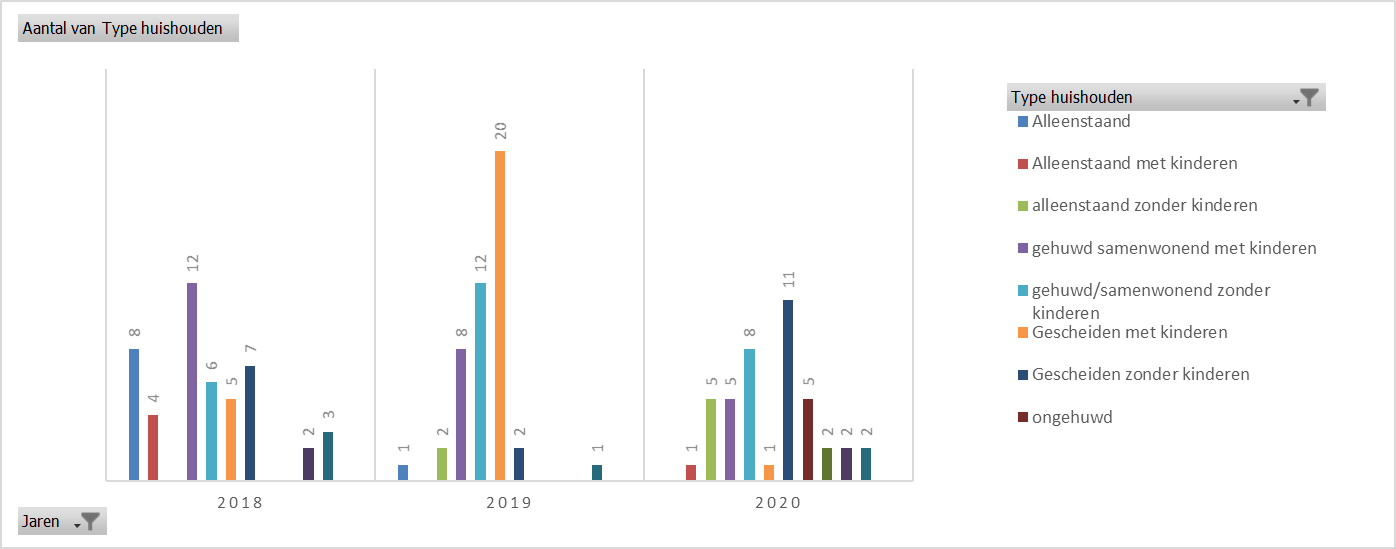 Aantal van Type huishouden
Type huishouden
Alleenstaand
Alleenstaand met kinderen
alleenstaand zonder kinderen
gehuwd samenwonend met kinderen
gehuwd/samenwonend zonder
kinderen
Gescheiden met kinderen
Gescheiden zonder kinderen
ongehuwd
8
4
12
6
5
7
2
3
1
2
8
12
20
2
1
1
5
5
8
1
11
5
2
2
2
2018
2019
2020
Jaren